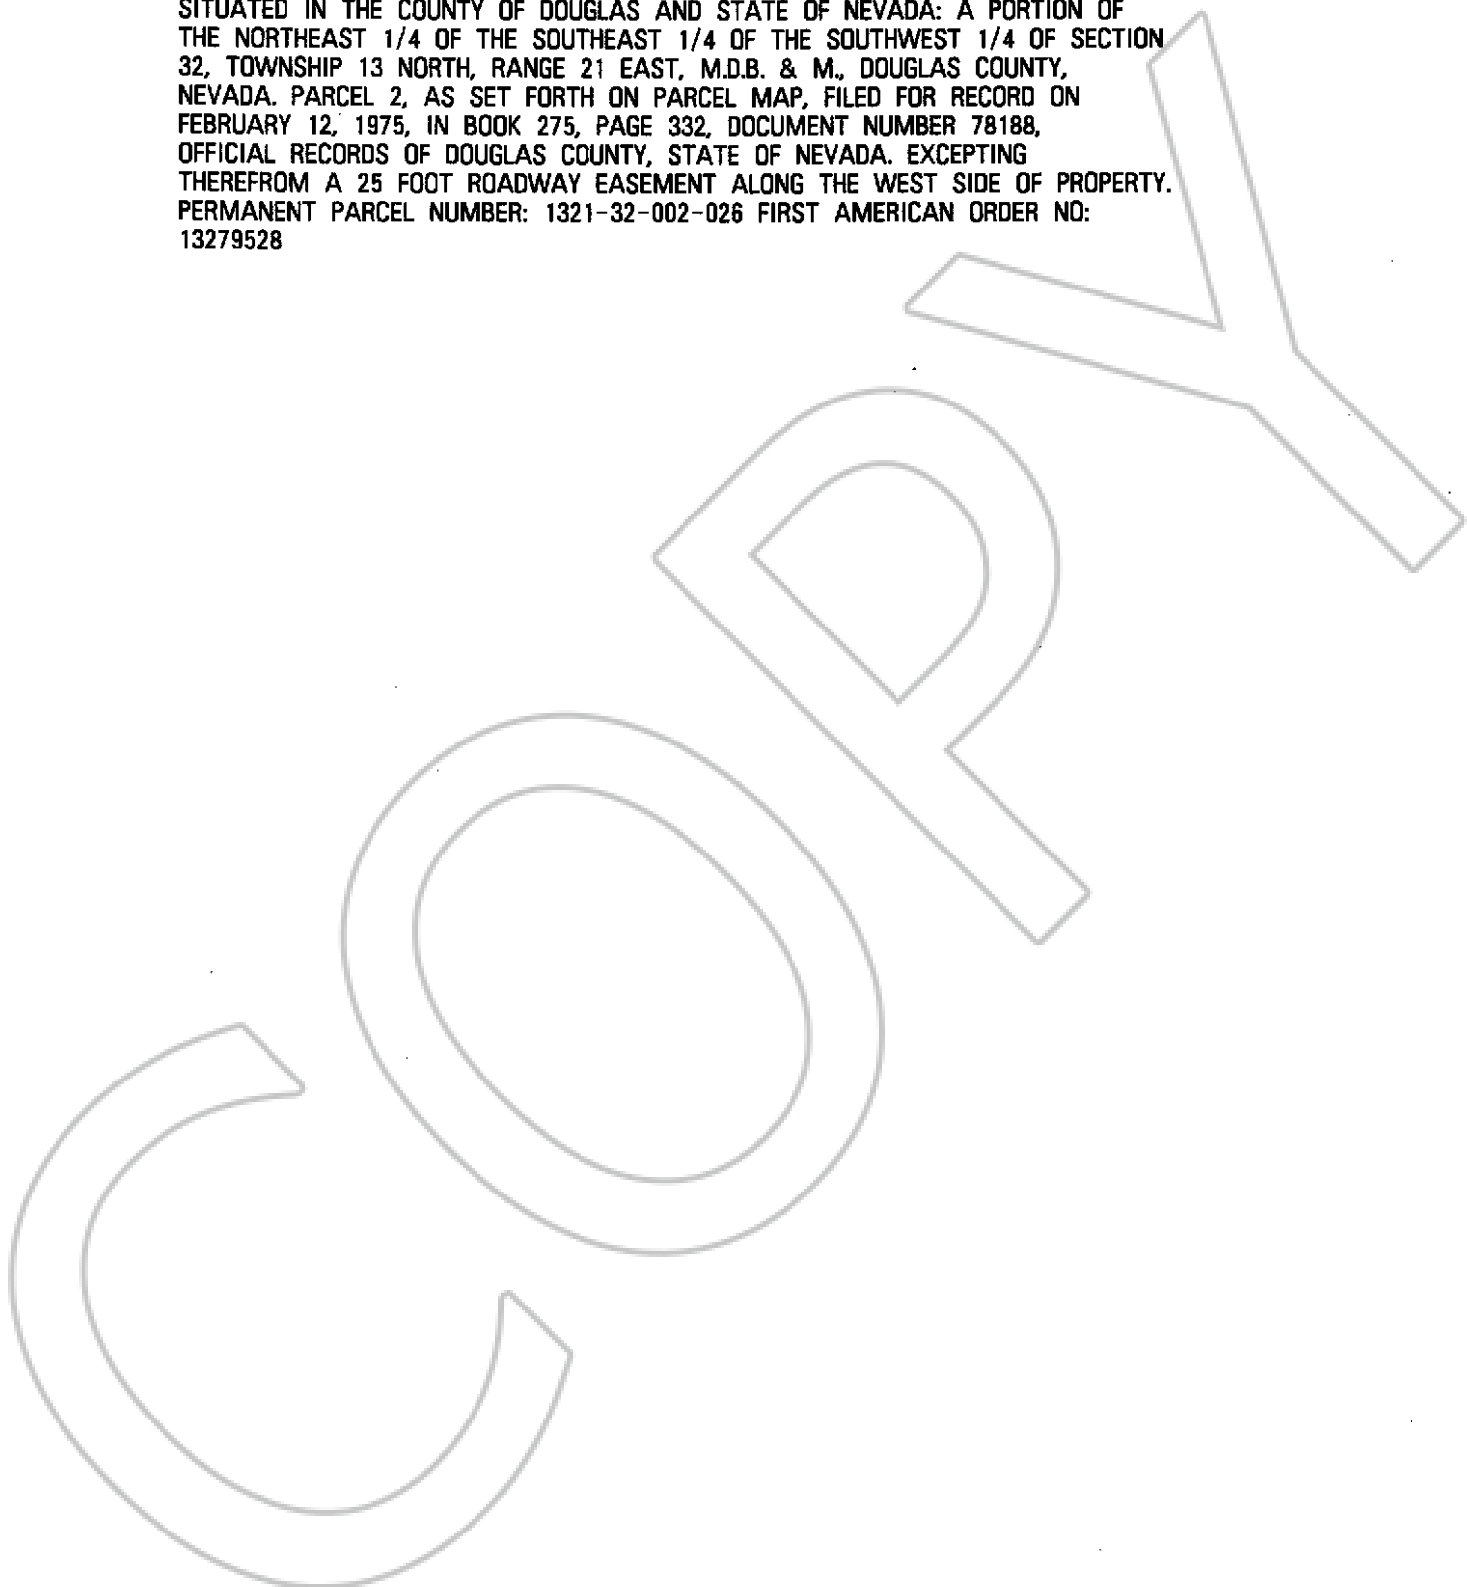 SITUATED IN THE COUNTY OF DOUGLAS AND STATE OF NEVADA: A PORTION OF
THE NORTHEAST 1/4 OF THE SOUTHEAST 1/4 OF THE SOUTHWEST 1/4 OF SECTION
32, TOWNSHIP 13 NORTH, RANGE 21 EAST, M.D.B. & M., DOUGLAS COUNTY,
NEVADA. PARCEL 2, AS SET FORTH ON PARCEL MAP, FILED FOR RECORD ON
FEBRUARY 12, 1975, IN BOOK 275, PAGE 332, DOCUMENT NUMBER 78188,
OFFICIAL RECORDS OF DOUGLAS COUNTY, STATE OF NEVADA. EXCEPTING
THEREFROM A 25 FOOT ROADWAY EASEMENT ALONG THE WEST SIDE OF PROPERTY.
PERMANENT PARCEL NUMBER: 1321-32-002-026 FIRST AMERICAN ORDER NO:
13279528
COPY